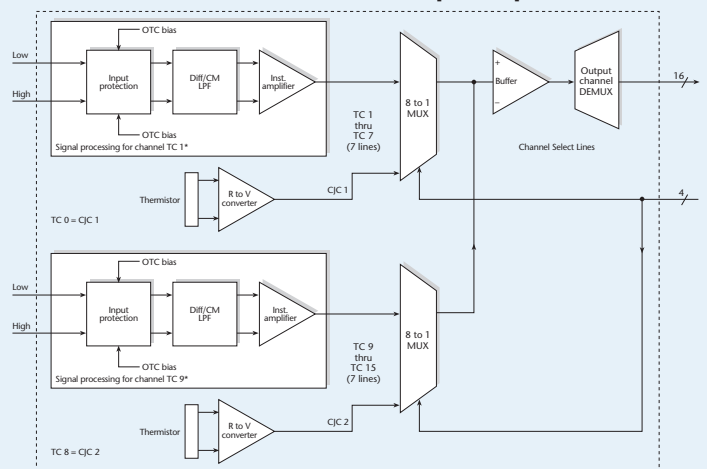 OTC bias
Low
High
Input
protection
Diff/CM
LPF
Inst.
amplifier
OTC bias
Signal processing for channel TC 1*
TC 1
thru
TC 7
(7 lines)
8 to 1
MUX
+
Buffer
–
Output
channel
DEMUX
16
Channel Select Lines
Thermistor
R to V
converter
CJC 1
4
TC 0 = CJC 1
OTC bias
Low
High
Input
protection
Diff/CM
LPF
Inst.
amplifier
OTC bias
Signal processing for channel TC 9*
TC 9
thru
TC 15
(7 lines)
8 to 1
MUX
Thermistor
R to V
converter
CJC 2
TC 8 = CJC 2